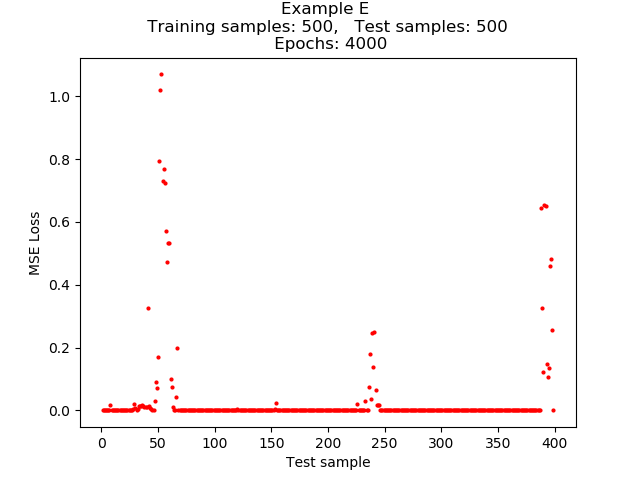 Example E
Training samples: 500,   Test samples: 500
Epochs: 4000
1.0
0.8
0.6
0.4
0.2
0.0
MSE Loss
0 50 100 150 200 250 300 350 400
Test sample